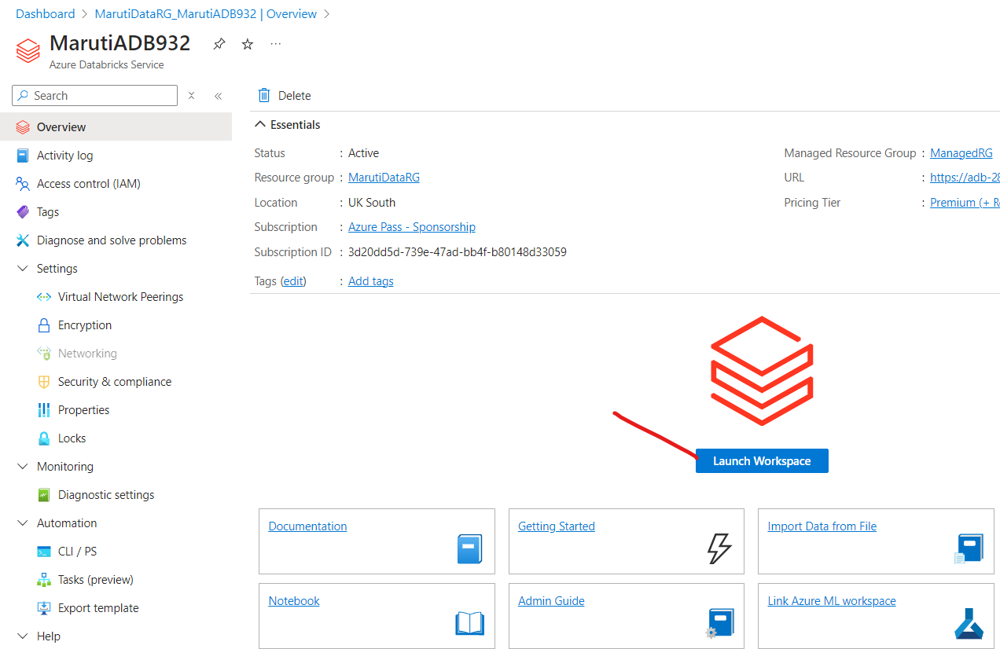 Dashboard > MarutiDataRG_MarutiADB932 | Overview >
MarutiADB932
Azure Databricks Service
Search
Delete
Overview
Activity log
Access control (IAM)
Tags
Diagnose and solve problems
Settings
Virtual Network Peerings
Encryption
Networking
Security & compliance
Properties
Locks
Monitoring
Diagnostic settings
Automation
CLI / PS
Tasks (preview)
Export template
Help
Essentials
Status : Active
Resource group : MarutiDataRG
Location : UK South
Subscription : Azure Pass - Sponsorship
Subscription ID : 3d20dd5d-739e-47ad-bb4f-b80148d33059
Tags (edit) : Add tags
Managed Resource Group : ManagedRG
URL : https://adb-28
Pricing Tier : Premium (+ R
Launch Workspace
Documentation
Getting Started
Import Data from File
Notebook
Admin Guide
Link Azure ML workspace